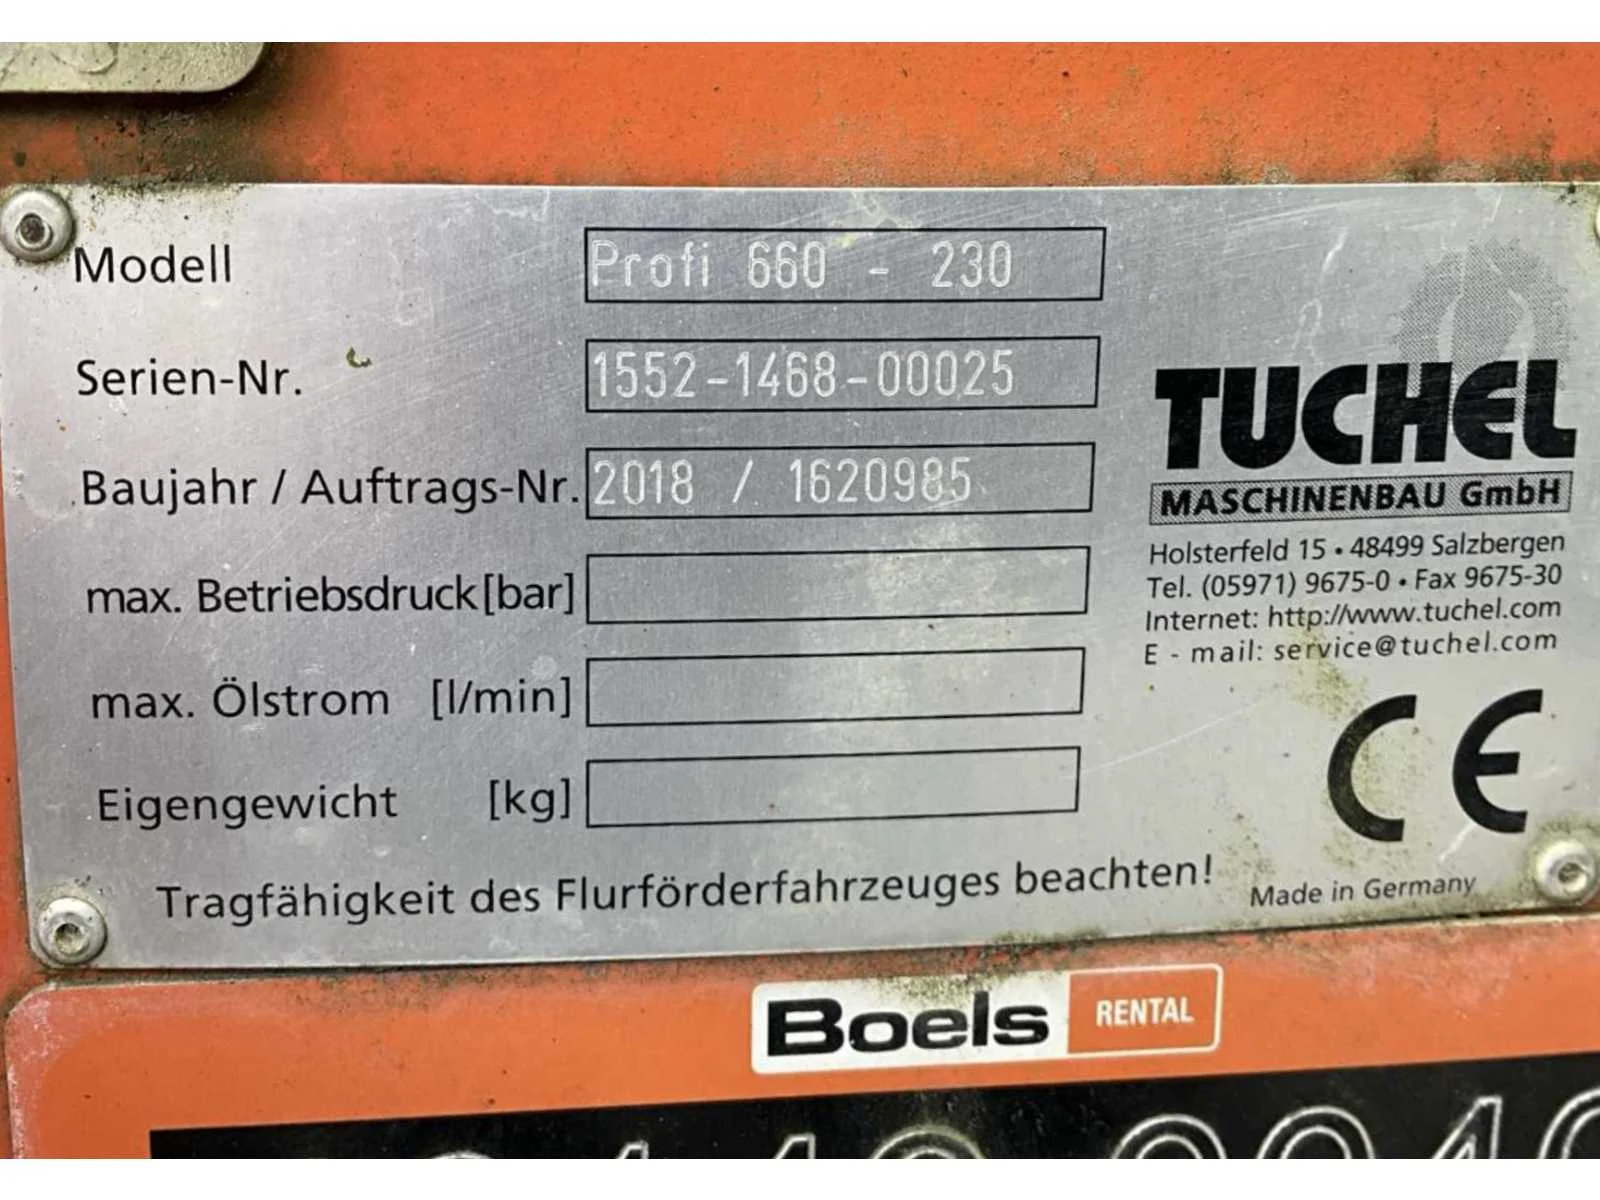 Modell Profi 660 - 230
Serien-Nr. 1552-1468-00025
Baujahr / Auftrags-Nr. 2018 / 1620985
max. Betriebsdruck [bar]
max. Ölstrom [l/min]
Eigengewicht [kg]
Tragfähigkeit des Flurförderfahrzeuges beachten!
TUCHEL
MASCHINENBAU GmbH
Holsterfeld 15 • 48499 Salzbergen
Tel. (05971) 9675-0 • Fax 9675-30
Internet: http://www.tuchel.com
E - mail: service@tuchel.com
CE
Made in Germany
Boels RENTAL